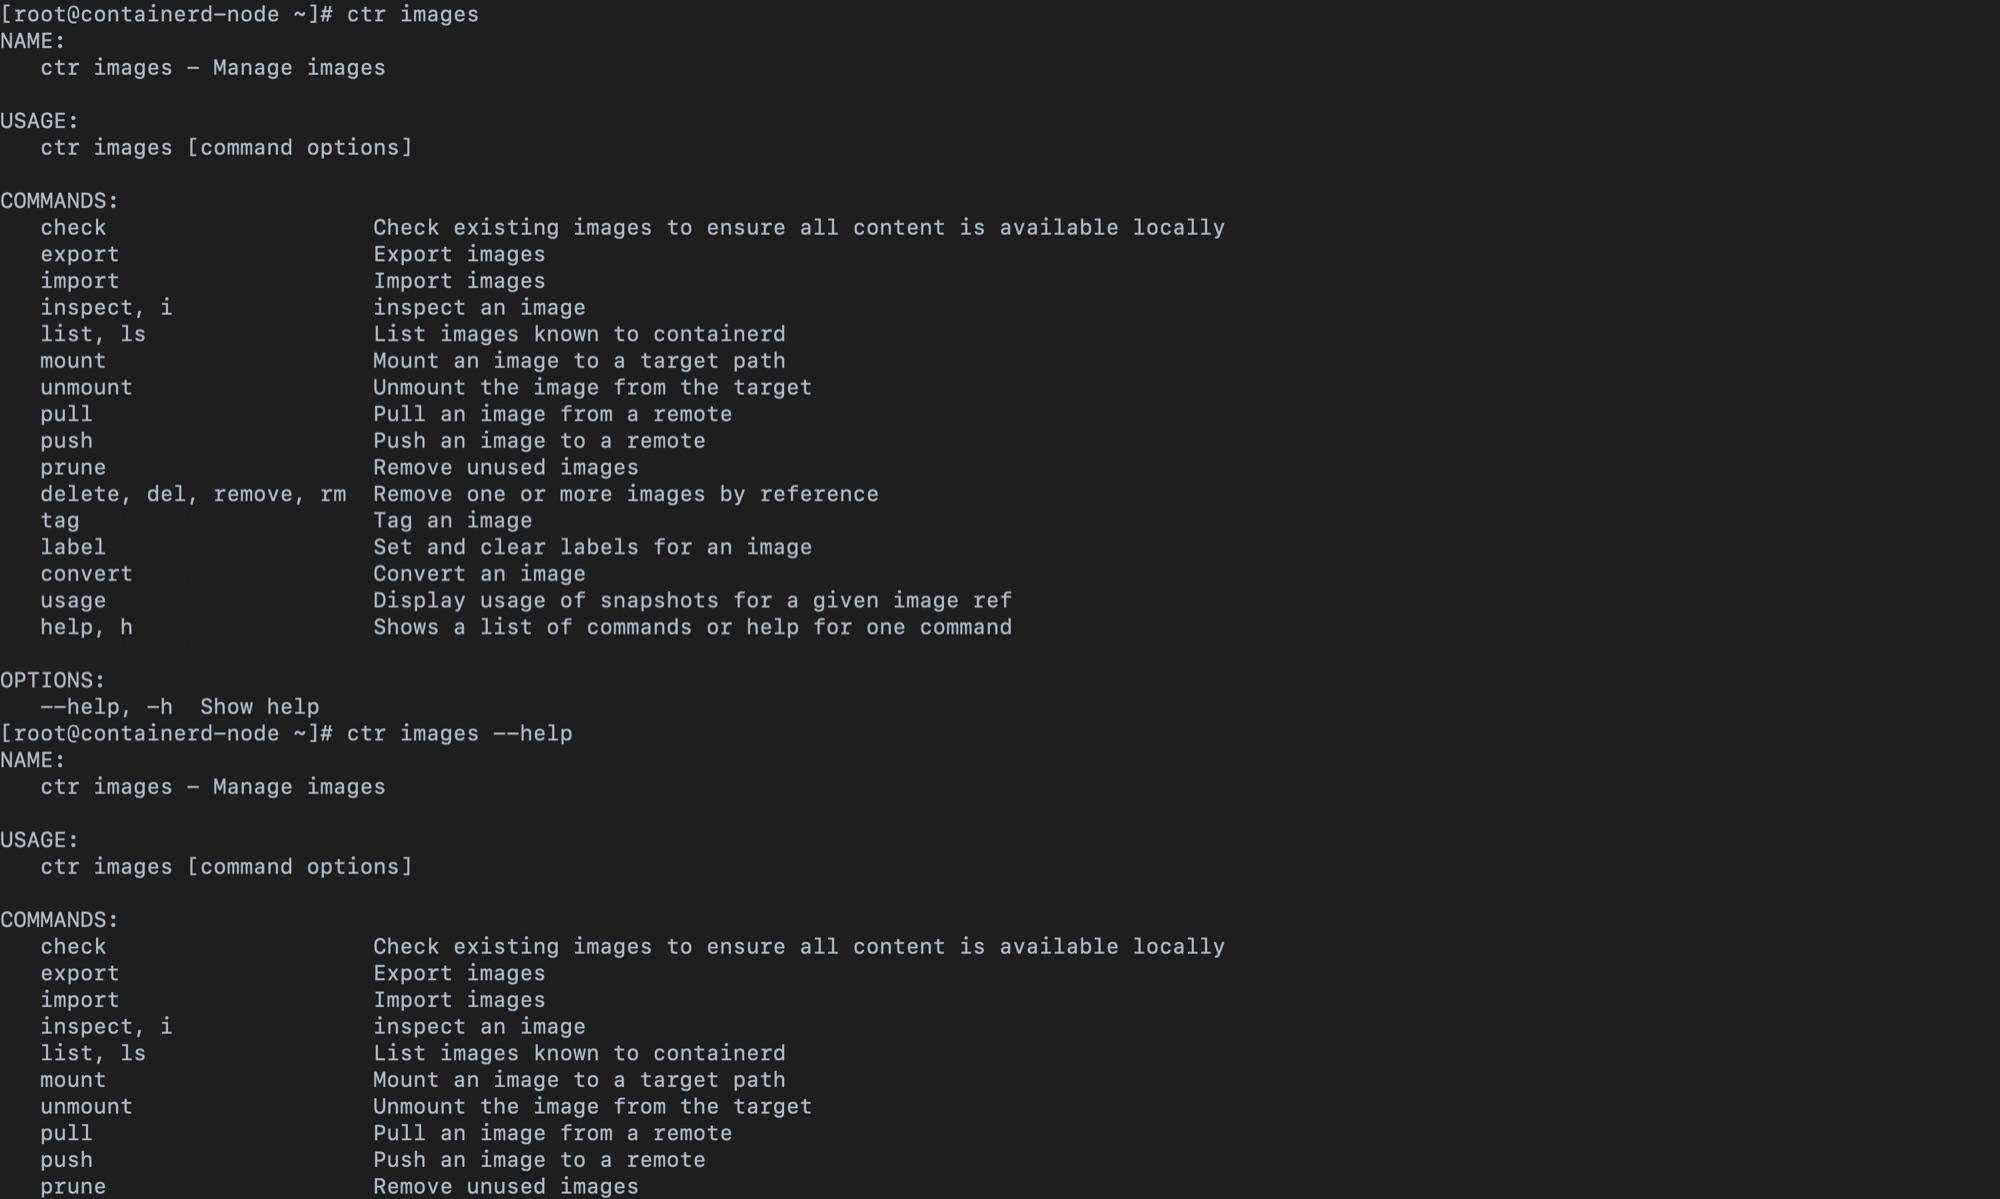 [root@containerd-node ~]# ctr images
NAME:
   ctr images - Manage images

USAGE:
   ctr images [command options]

COMMANDS:
   check                    Check existing images to ensure all content is available locally
   export                   Export images
   import                   Import images
   inspect, i               inspect an image
   list, ls                 List images known to containerd
   mount                    Mount an image to a target path
   unmount                  Unmount the image from the target
   pull                     Pull an image from a remote
   push                     Push an image to a remote
   prune                    Remove unused images
   delete, del, remove, rm  Remove one or more images by reference
   tag                      Tag an image
   label                    Set and clear labels for an image
   convert                  Convert an image
   usage                    Display usage of snapshots for a given image ref
   help, h                  Shows a list of commands or help for one command

OPTIONS:
   --help, -h  Show help
[root@containerd-node ~]# ctr images --help
NAME:
   ctr images - Manage images

USAGE:
   ctr images [command options]

COMMANDS:
   check                    Check existing images to ensure all content is available locally
   export                   Export images
   import                   Import images
   inspect, i               inspect an image
   list, ls                 List images known to containerd
   mount                    Mount an image to a target path
   unmount                  Unmount the image from the target
   pull                     Pull an image from a remote
   push                     Push an image to a remote
   prune                    Remove unused images